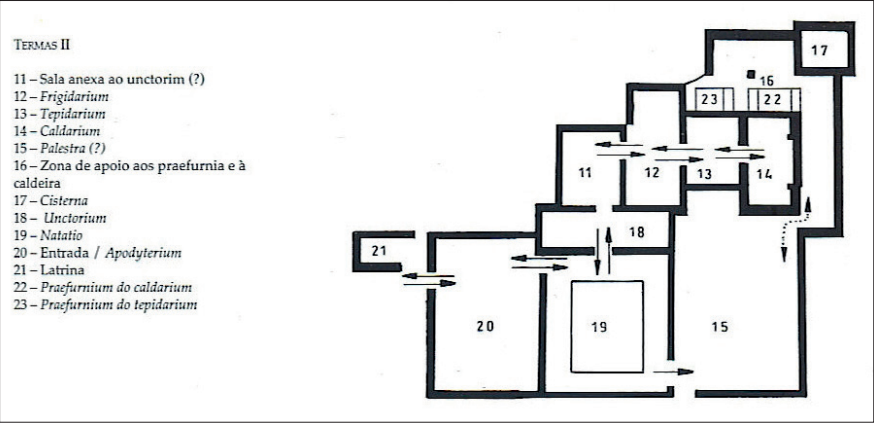 TERMAS II
11 – Sala anexa ao unctorim (?)
12 – Frigidarium
13 – Tepidarium
14 – Caldarium
15 – Palestra (?)
16 – Zona de apoio aos praefurnia e à
caldeira
17 – Cisterna
18 – Unctorium
19 – Natatio
20 – Entrada / Apodyterium
21 – Latrina
22 – Praefurnium do caldarium
23 – Praefurnium do tepidarium
17
16
23
22
11
12
13
14
18
21
20
19
15